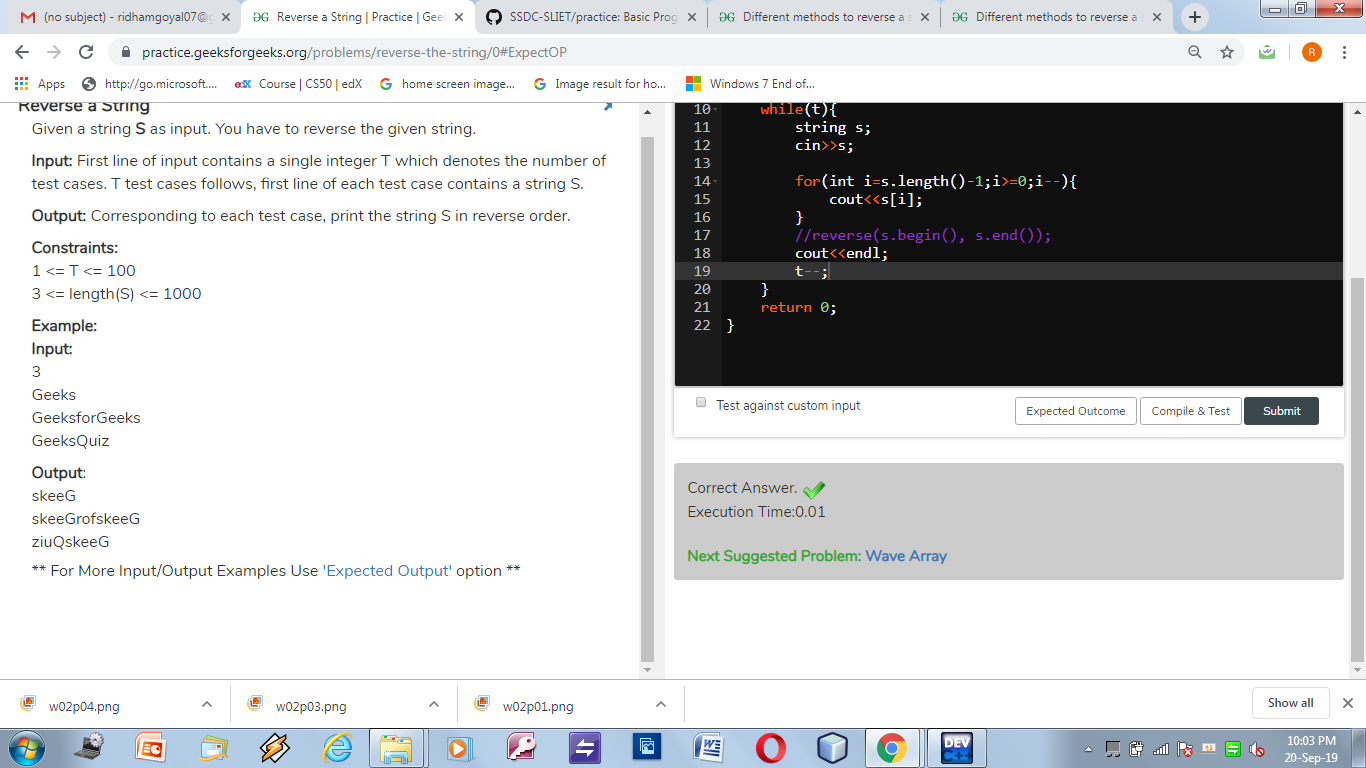 (no subject) - ridhamgoyal07@g
Reverse a String | Practice | Gee
SSDC-SLIET/practice: Basic Prog
Different methods to reverse a s
Different methods to reverse a s
practice.geeksforgeeks.org/problems/reverse-the-string/0#ExpectOP
R
Apps
http://go.microsoft....
edX Course | CS50 | edX
home screen image...
Image result for ho...
Windows 7 End of...
Reverse a String
Given a string S as input. You have to reverse the given string.
Input: First line of input contains a single integer T which denotes the number of
test cases. T test cases follows, first line of each test case contains a string S.
Output: Corresponding to each test case, print the string S in reverse order.
Constraints:
1 <= T <= 100
3 <= length(S) <= 1000
Example:
Input:
3
Geeks
GeeksforGeeks
GeeksQuiz
Output:
skeeG
skeeGrofskeeG
ziuQskeeG
** For More Input/Output Examples Use 'Expected Output' option **
10 while(t){
11 string s;
12 cin>>s;
13
14 for(int i=s.length()-1;i>=0;i--){
15 cout<<s[i];
16 }
17 //reverse(s.begin(), s.end());
18 cout<<endl;
19 t--;
20 }
21 return 0;
22 }
Test against custom input
Expected Outcome
Compile & Test
Submit
Correct Answer.
Execution Time:0.01
Next Suggested Problem: Wave Array
w02p04.png
w02p03.png
w02p01.png
Show all
DEV
C++
10:03 PM
20-Sep-19